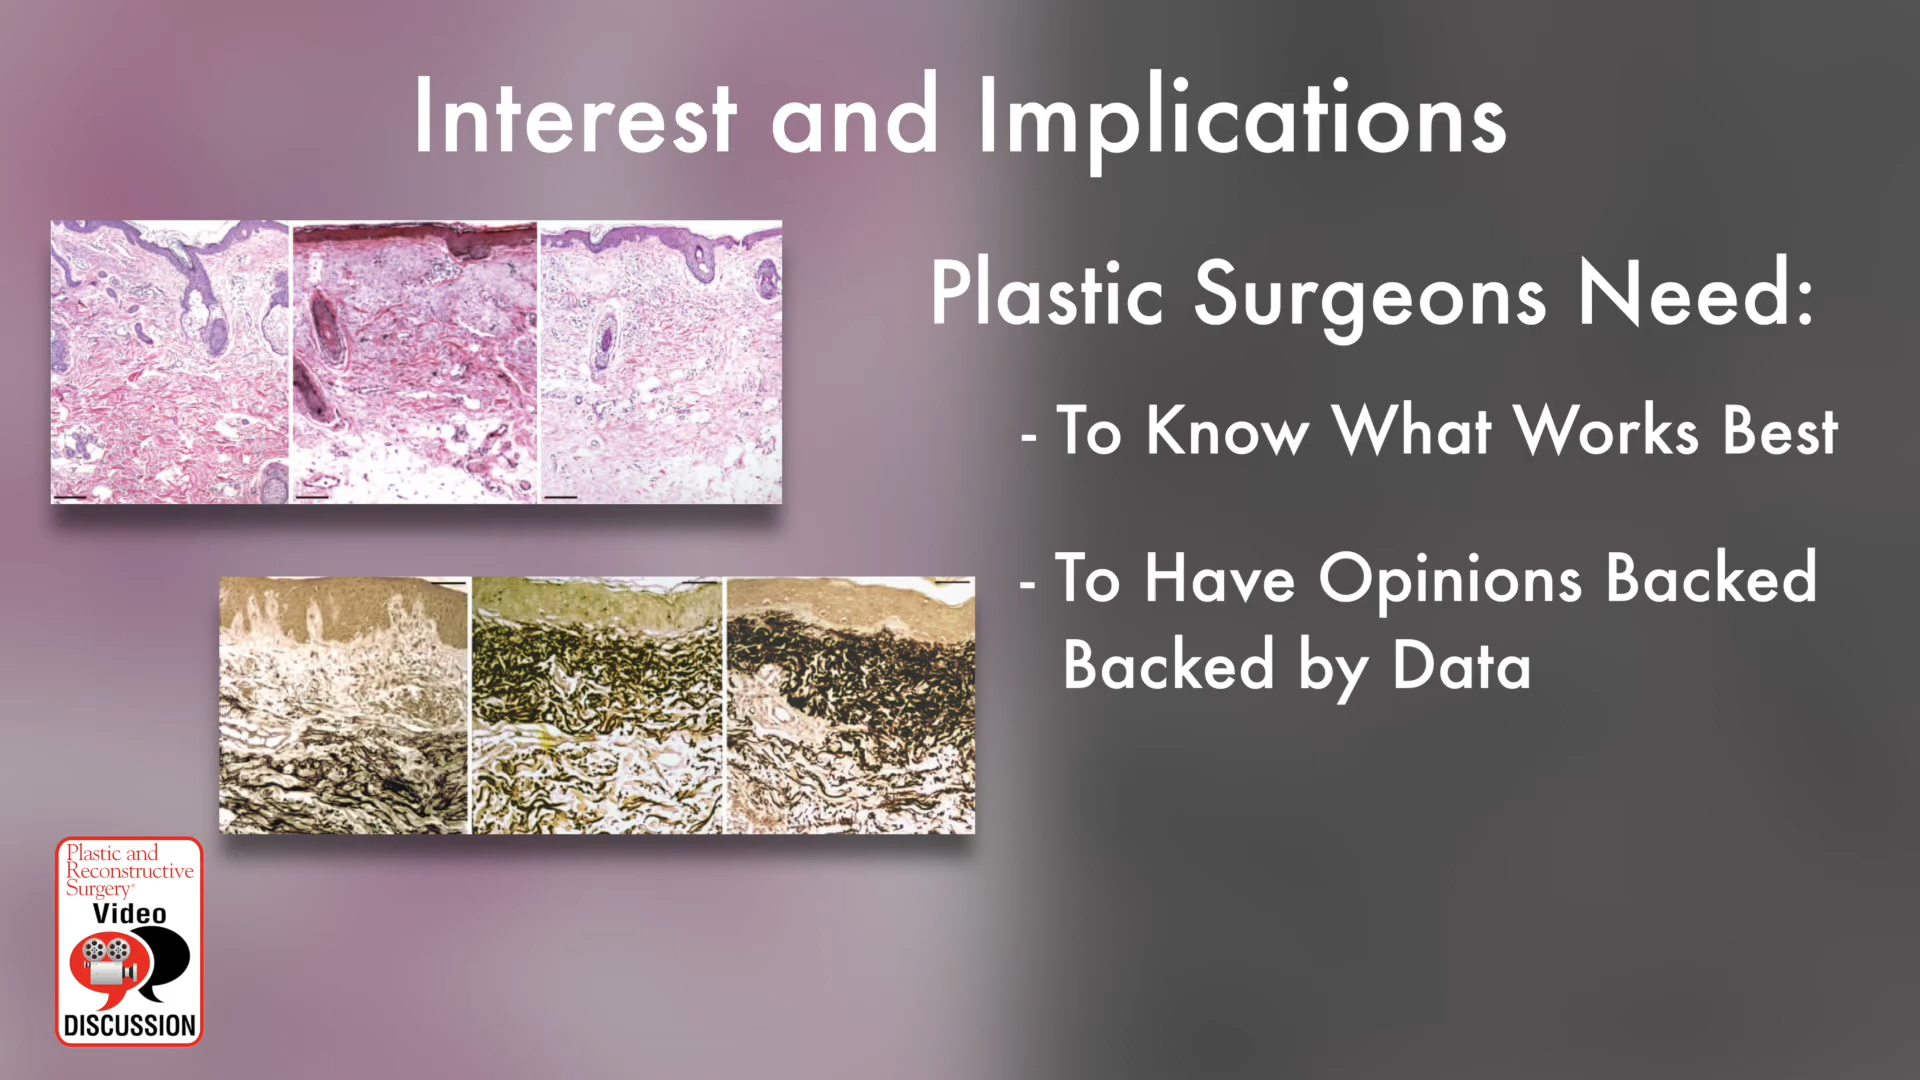 Interest and Implications
Plastic Surgeons Need:
- To Know What Works Best
- To Have Opinions Backed
Backed by Data
Plastic and
Reconstructive
Surgery®
Video
DISCUSSION